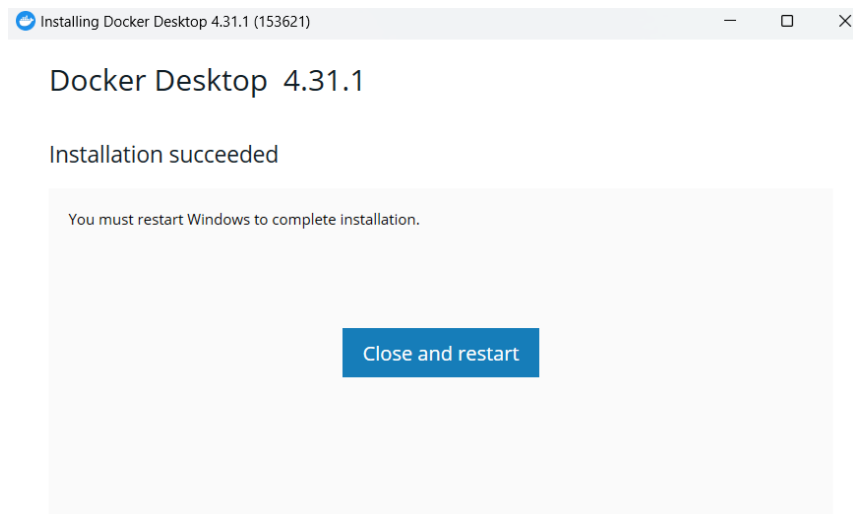 Installing Docker Desktop 4.31.1 (153621)
Docker Desktop 4.31.1
Installation succeeded
You must restart Windows to complete installation.
Close and restart